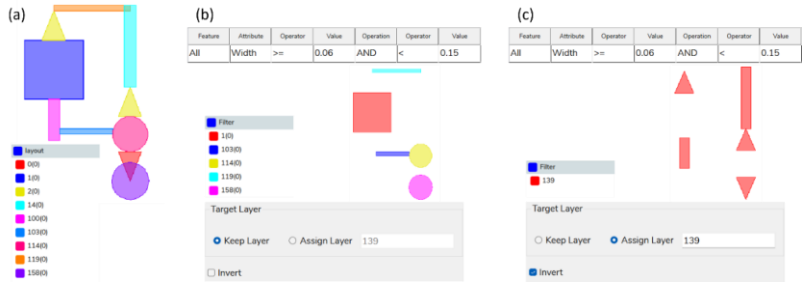 (a)
layout
0(0)
1(0)
2(0)
14(0)
100(0)
103(0)
114(0)
119(0)
158(0)
(b)
Feature Attribute Operator Value Operation Operator Value
All Width >= 0.06 AND < 0.15
Filter
1(0)
103(0)
114(0)
119(0)
158(0)
Target Layer
Keep Layer Assign Layer 139
Invert
(c)
Feature Attribute Operator Value Operation Operator Value
All Width >= 0.06 AND < 0.15
Filter
139
Target Layer
Keep Layer Assign Layer 139
Invert